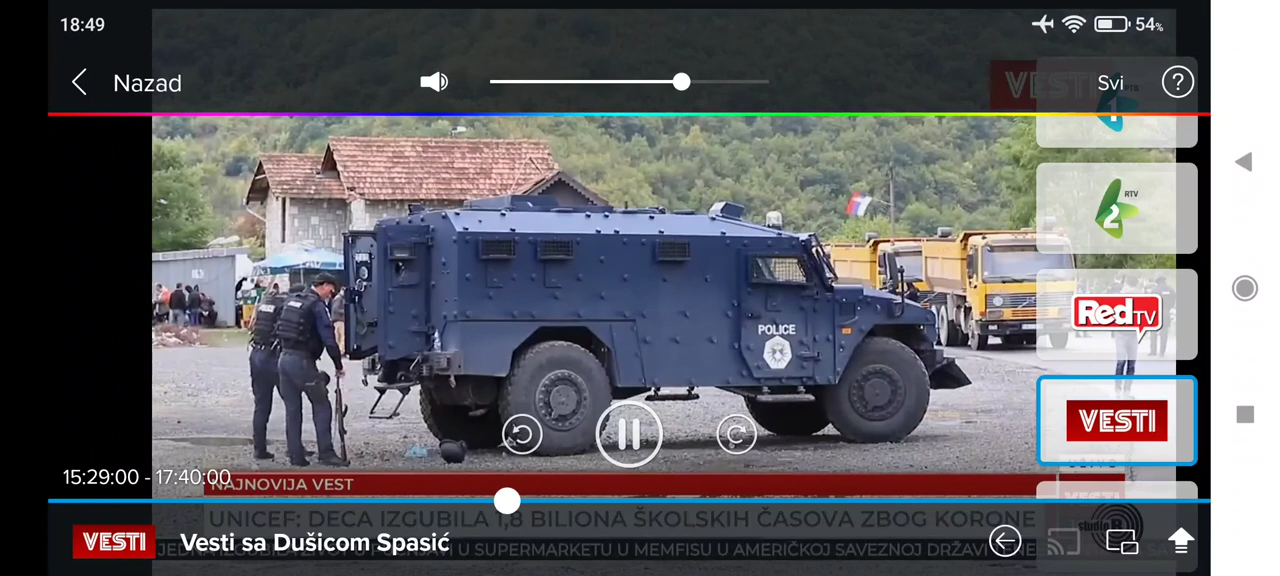 18:49
54%
Nazad
VESTI
Svi
?
1
RTV
2
Red TV
POLICE
VESTI
15:29:00 - 17:40:00
NAJNOVIJA VEST
UNICEF: DECA IZGUBILA 1,8 BILIONA ŠKOLSKIH ČASOVA ZBOG KORONE
studio
VESTI
Vesti sa Dušicom Spasić
U SUPERMARKETU U MEMFISU U AMERIČKOJ SAVEZNOJ DRŽAVI